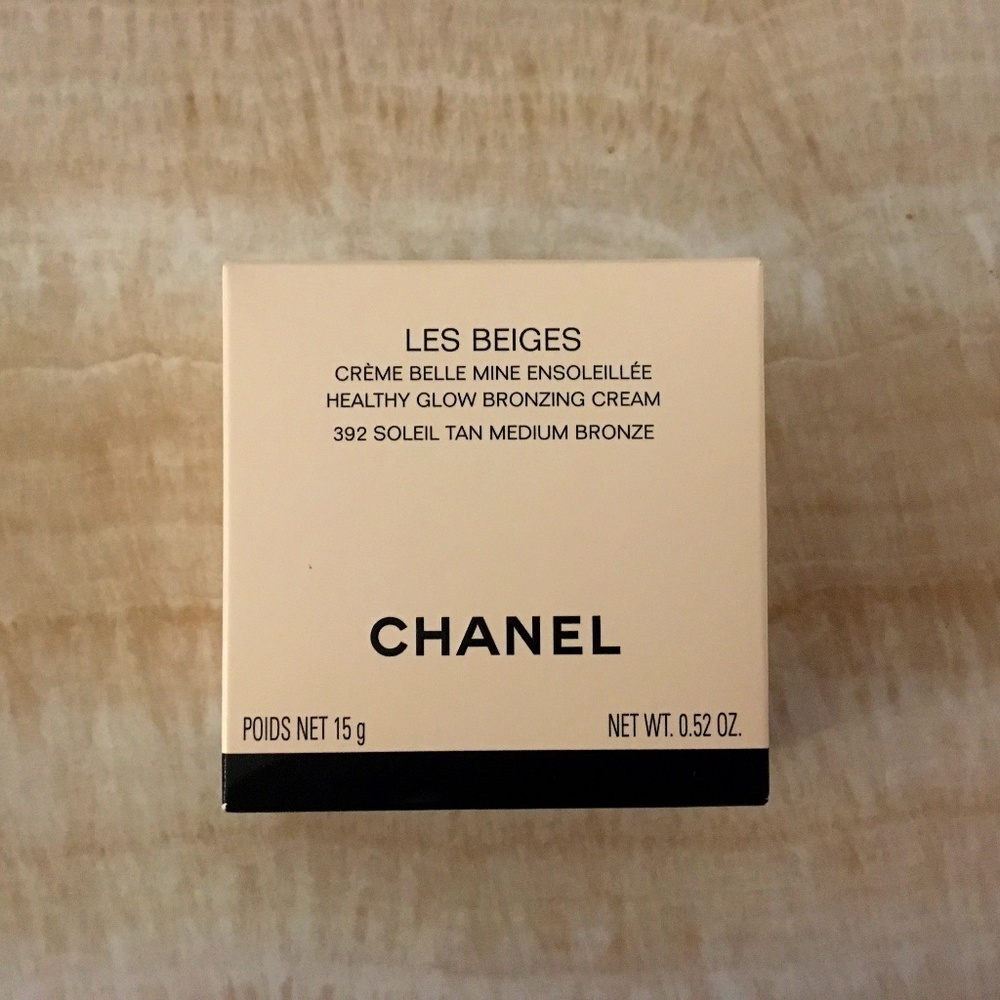 LES BEIGES
CRÈME BELLE MINE ENSOLEILLÉE
HEALTHY GLOW BRONZING CREAM
392 SOLEIL TAN MEDIUM BRONZE
CHANEL
POIDS NET 15 g NET WT. 0.52 OZ.